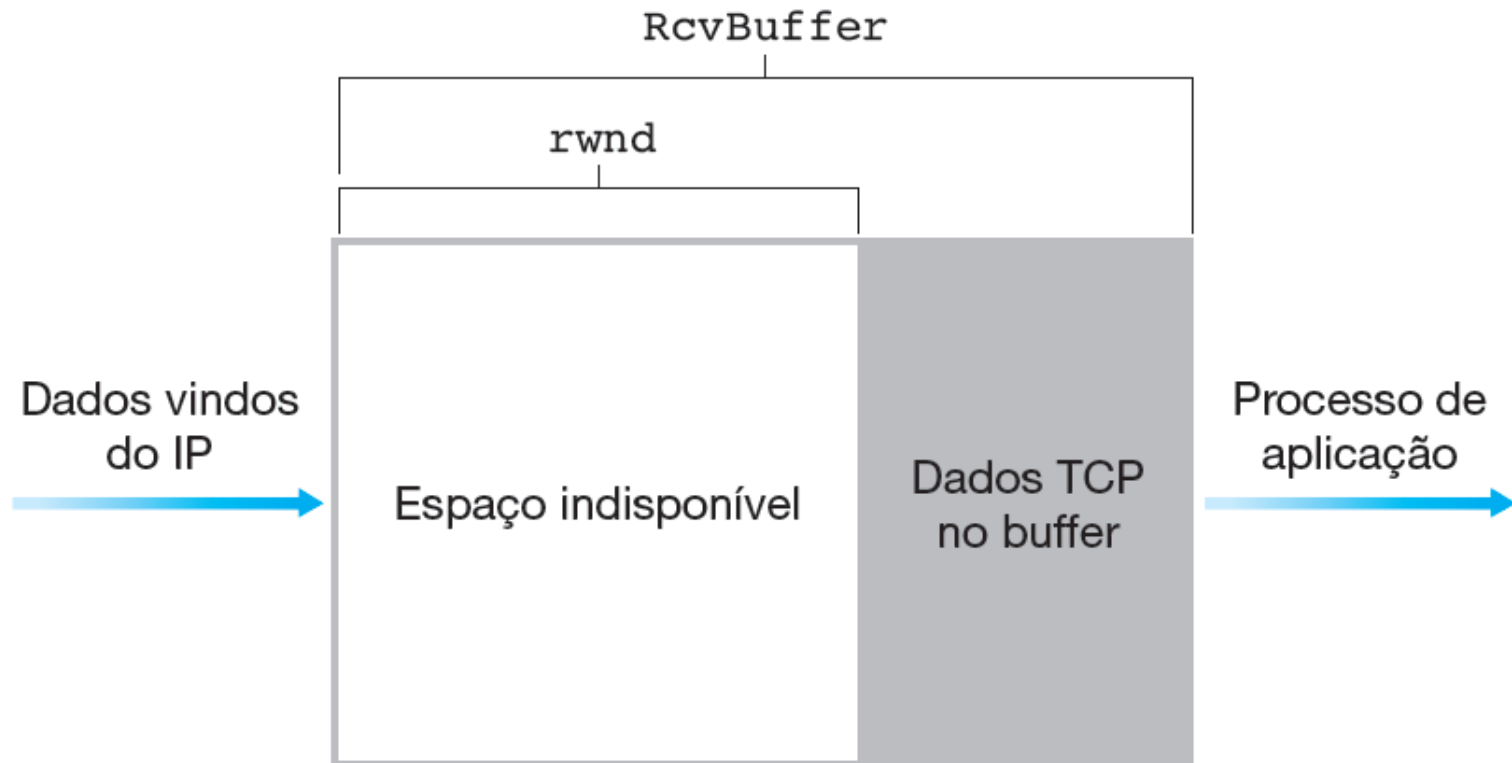 RcvBuffer
rwnd
Dados vindos
do IP
Espaço indisponível
Dados TCP
no buffer
Processo de
aplicação